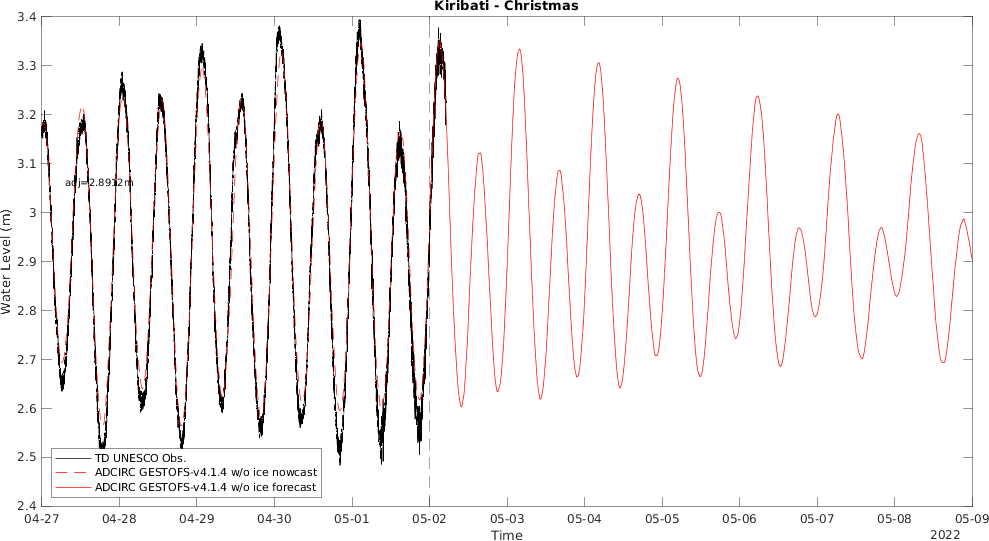 Kiribati - Christmas
3.4
3.3
3.2
3.1
3
2.9
2.8
2.7
2.6
2.5
2.4
Water Level (m)
adj=2.8912m
TD UNESCO Obs.
ADCIRC GESTOFS-v4.1.4 w/o ice nowcast
ADCIRC GESTOFS-v4.1.4 w/o ice forecast
04-27 04-28 04-29 04-30 05-01 05-02 05-03 05-04 05-05 05-06 05-07 05-08 05-09
Time
2022